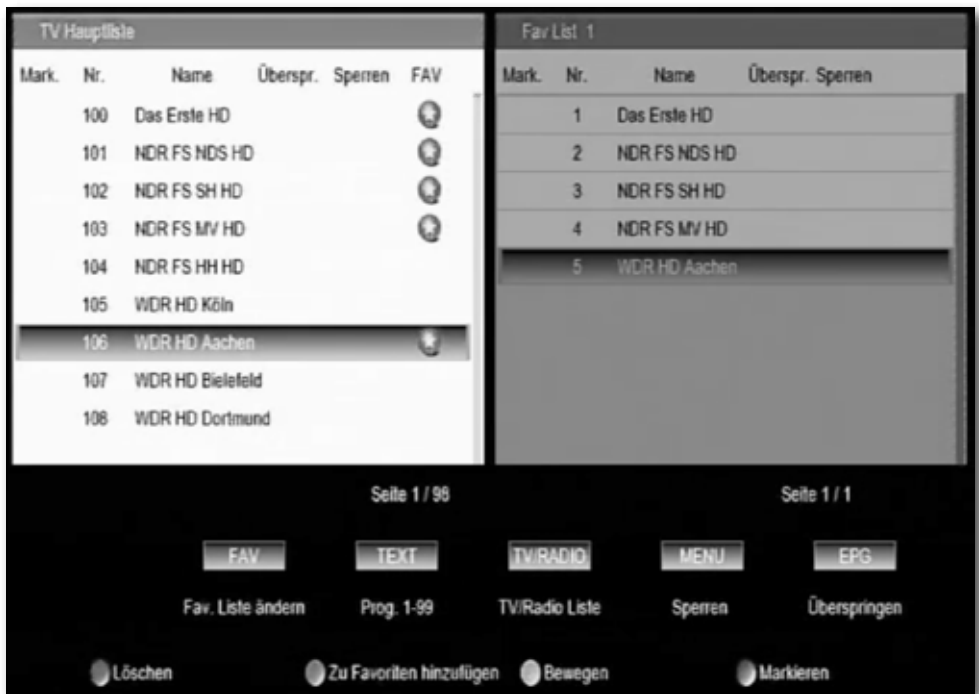 TV Hauptliste
Mark. Nr. Name Überspr. Sperren FAV
100 Das Erste HD
101 NDR FS NDS HD
102 NDR FS SH HD
103 NDR FS MV HD
104 NDR FS HH HD
105 WDR HD Köln
106 WDR HD Aachen
107 WDR HD Bielefeld
108 WDR HD Dortmund
Seite 1 / 98
Fav List 1
Mark. Nr. Name Überspr. Sperren
1 Das Erste HD
2 NDR FS NDS HD
3 NDR FS SH HD
4 NDR FS MV HD
5 WDR HD Aachen
Seite 1 / 1
FAV TEXT TV/RADIO MENU EPG
Fav. Liste ändern Prog. 1-99 TV/Radio Liste Sperren Überspringen
Löschen Zu Favoriten hinzufügen Bewegen Markieren